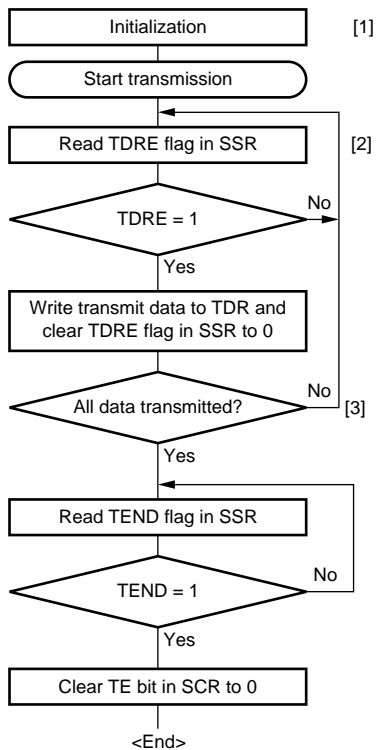 Initialization [1]
Start transmission
Read TDRE flag in SSR [2]
No
TDRE = 1
Yes
Write transmit data to TDR and
clear TDRE flag in SSR to 0
No
All data transmitted? [3]
Yes
Read TEND flag in SSR
No
TEND = 1
Yes
Clear TE bit in SCR to 0
<End>